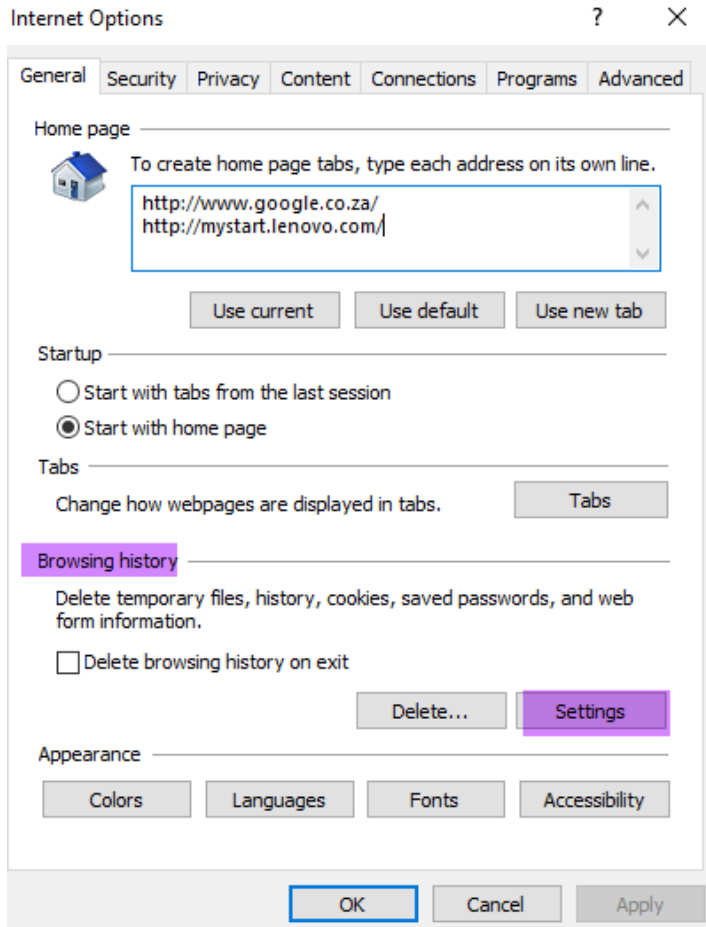 Internet Options ? X
General Security Privacy Content Connections Programs Advanced
Home page
To create home page tabs, type each address on its own line.
http://www.google.co.za/
http://mystart.lenovo.com/
Use current Use default Use new tab
Startup
Start with tabs from the last session
Start with home page
Tabs
Change how webpages are displayed in tabs. Tabs
Browsing history
Delete temporary files, history, cookies, saved passwords, and web
form information.
Delete browsing history on exit
Delete... Settings
Appearance
Colors Languages Fonts Accessibility
OK Cancel Apply